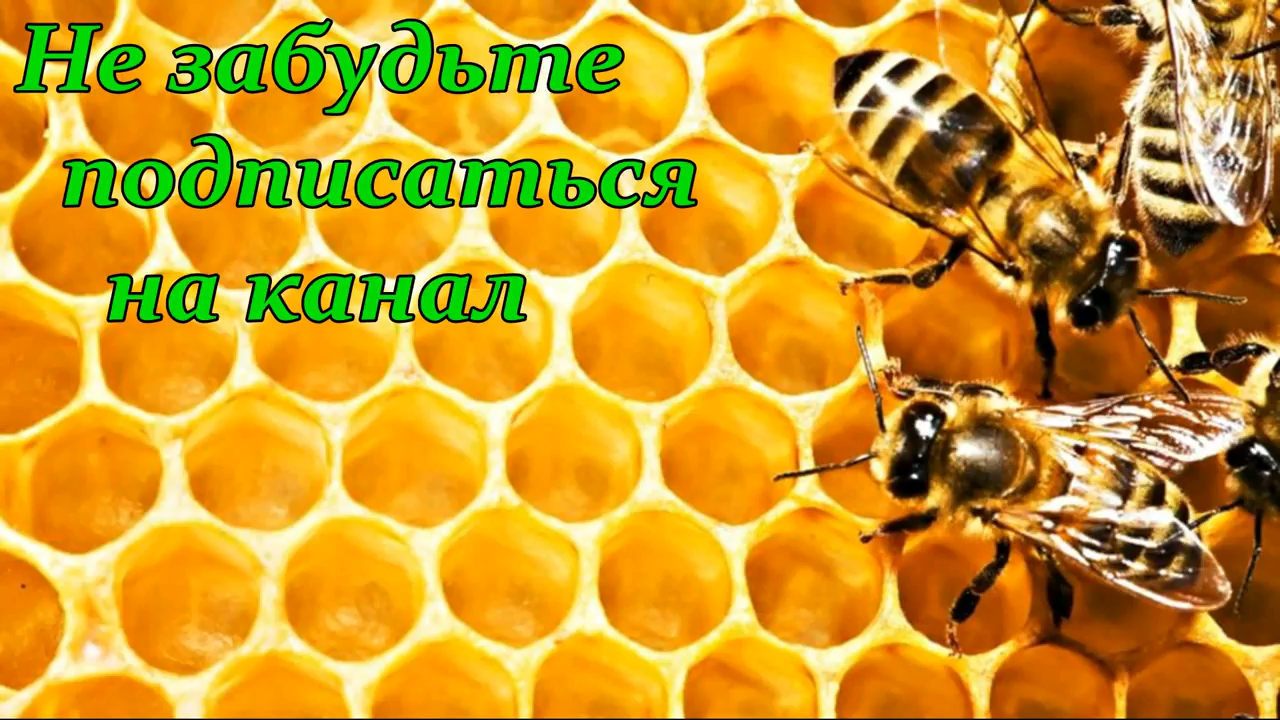 Не забудьте
подписаться
на канал